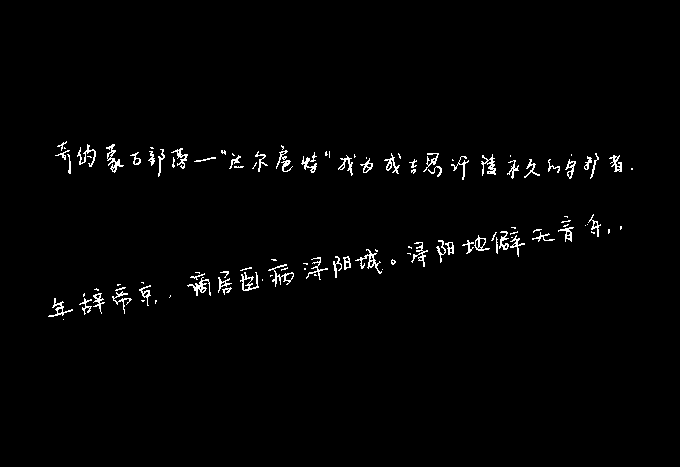 奇的蒙古部落一"达尔扈特"成为成吉思汗陵永久的守护者.
年辞帝京,,谪居卧病浔阳城。浔阳地僻无音乐,,